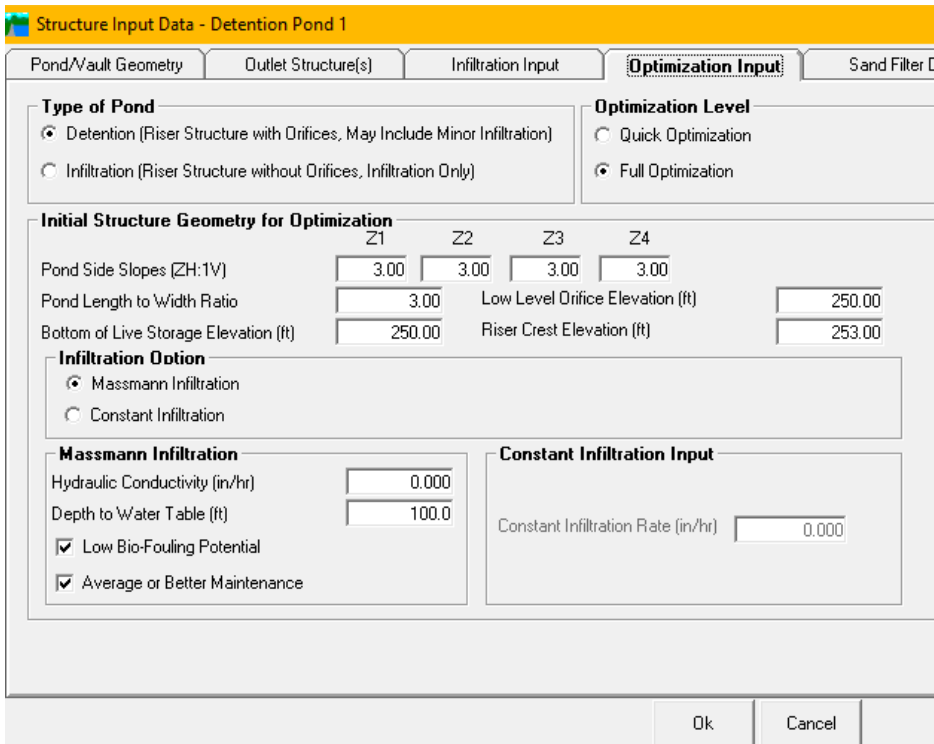 Structure Input Data - Detention Pond 1
Pond/Vault Geometry Outlet Structure(s) Infiltration Input Optimization Input Sand Filter
Type of Pond
Detention (Riser Structure with Orifices, May Include Minor Infiltration)
Infiltration (Riser Structure without Orifices, Infiltration Only)
Optimization Level
Quick Optimization
Full Optimization
Initial Structure Geometry for Optimization
Z1 Z2 Z3 Z4
Pond Side Slopes (ZH:1V) 3.00 3.00 3.00 3.00
Pond Length to Width Ratio 3.00 Low Level Orifice Elevation (ft) 250.00
Bottom of Live Storage Elevation (ft) 250.00 Riser Crest Elevation (ft) 253.00
Infiltration Option
Massmann Infiltration
Constant Infiltration
Massmann Infiltration
Hydraulic Conductivity (in/hr) 0.000
Depth to Water Table (ft) 100.0
Low Bio-Fouling Potential
Average or Better Maintenance
Constant Infiltration Input
Constant Infiltration Rate (in/hr) 0.000
Ok Cancel